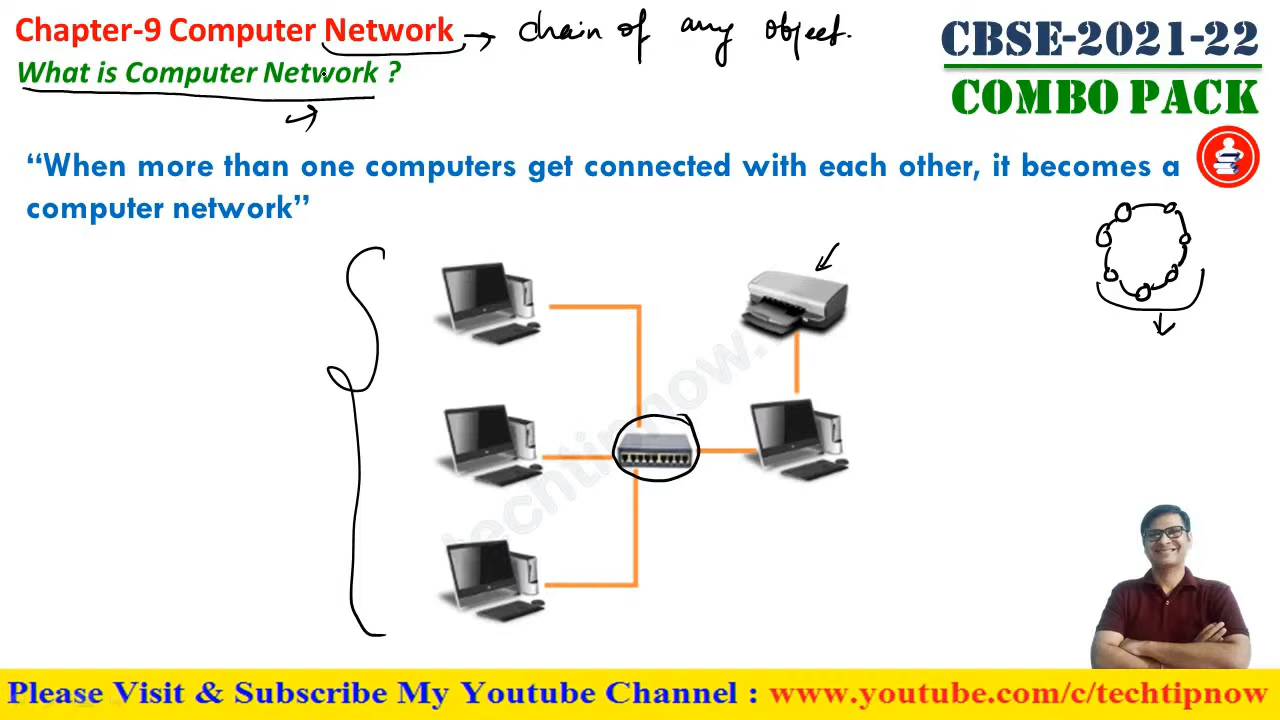 Chapter-9 Computer Network → chain of any object.
What is Computer Network ?
CBSE-2021-22
COMBO PACK
“When more than one computers get connected with each other, it becomes a
computer network”
techtipnow.
Please Visit & Subscribe My Youtube Channel : www.youtube.com/c/techtipnow